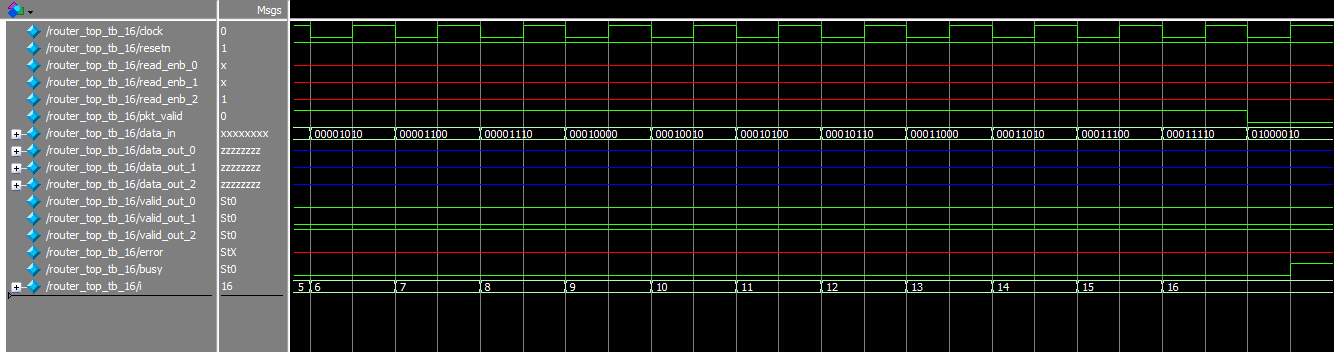 Msgs
/router_top_tb_16/clock 0
/router_top_tb_16/resetn 1
/router_top_tb_16/read_enb_0 x
/router_top_tb_16/read_enb_1 x
/router_top_tb_16/read_enb_2 1
/router_top_tb_16/pkt_valid 0
/router_top_tb_16/data_in xxxxxxxx 00001010 00001100 00001110 00010000 00010010 00010100 00010110 00011000 00011010 00011100 00011110 01000010
/router_top_tb_16/data_out_0 zzzzzzzz
/router_top_tb_16/data_out_1 zzzzzzzz
/router_top_tb_16/data_out_2 zzzzzzzz
/router_top_tb_16/valid_out_0 St0
/router_top_tb_16/valid_out_1 St0
/router_top_tb_16/valid_out_2 St0
/router_top_tb_16/error StX
/router_top_tb_16/busy St0
/router_top_tb_16/i 16 5 6 7 8 9 10 11 12 13 14 15 16